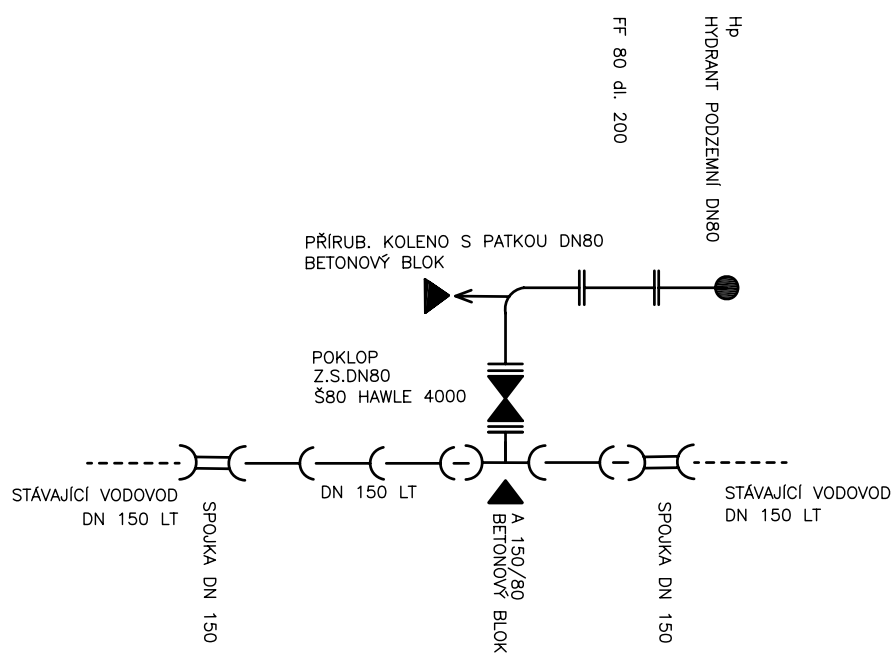 Hp
HYDRANT PODZEMNÍ DN80
FF 80 dl. 200
PŘÍRUB. KOLENO S PATKOU DN80
BETONOVÝ BLOK
POKLOP
Z.S.DN80
Š80 HAWLE 4000
STÁVAJÍCÍ VODOVOD
DN 150 LT
SPOJKA DN 150
DN 150 LT
A 150/80
BETONOVÝ BLOK
SPOJKA DN 150
STÁVAJÍCÍ VODOVOD
DN 150 LT